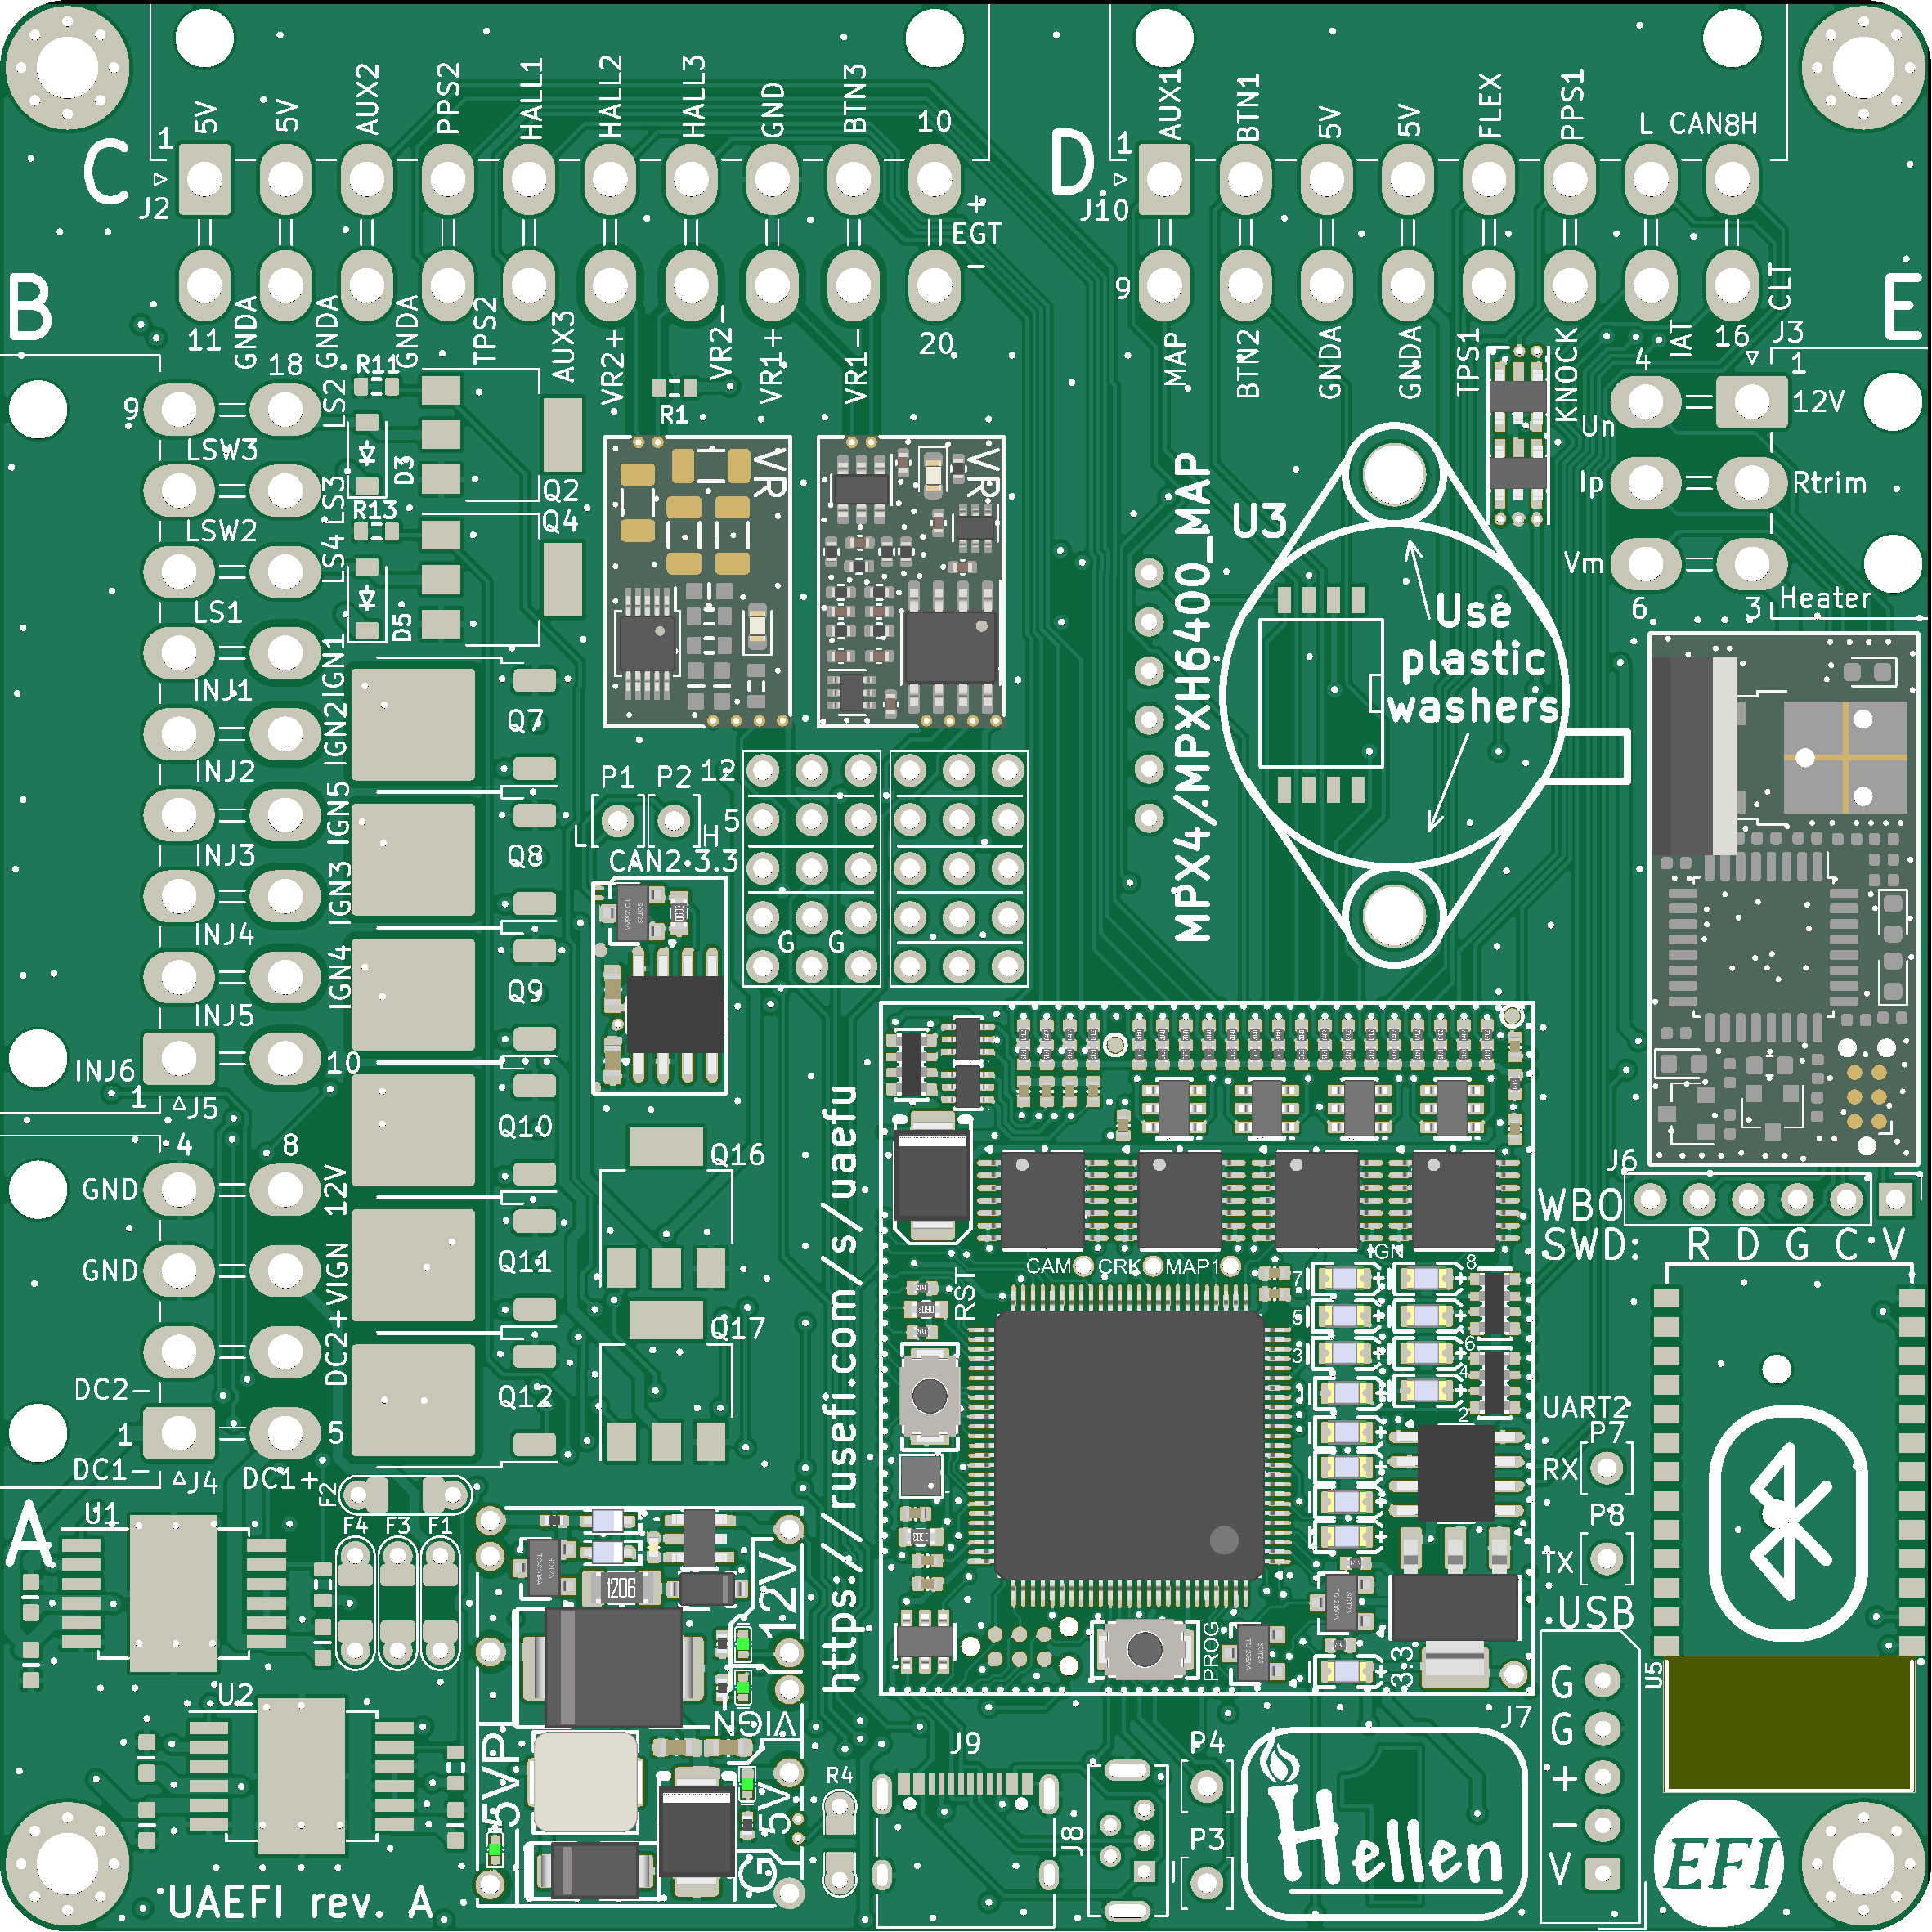 5V
5V
AUX2
PPS2
HALL1
HALL2
HALL3
GND
BTN3
10
1
C
J2
+
EGT
-
11
GNDA
18
GNDA
GNDA
TPS2
AUX3
VR2+
VR2-
VR1+
VR1-
20
AUX1
BTN1
5V
5V
FLEX
PPS1
L CAN8H
1
D
J10
9
MAP
BTN2
GNDA
GNDA
TPS1
KNOCK
IAT
16
CLT
J3
E
4
1
Un
12V
Ip
Rtrim
Vm
6
3
Heater
B
9
LSW3
LSW2
LS1
INJ1
INJ2
INJ3
INJ4
INJ5
INJ6
1
J5
10
LS2
LS3
LS4
IGN1
IGN2
IGN5
IGN3
IGN4
R11
D3
R13
D5
Q2
Q4
Q7
Q8
Q9
Q10
Q11
Q12
Q16
Q17
R1
VR
VR
P1
P2
12
5
L
H
CAN2
3.3
G
G
U3
MPX4/MPXH6400_MAP
Use
plastic
washers
4
8
GND
GND
DC2-
1
DC1-
J4
DC1+
5
12V
VIGN
DC2+
A
U1
U2
F2
F4
F3
F1
1206
12V
VIGN
5VP
5V
G
R4
UAEFI rev. A
https://rusefi.com/s/uaefu
CAM
CRK
MAP1
IGN
RST
7
8
5
6
3
4
1
2
PROG
3.3
J6
WBO
SWD: R D G C V
UART2
P7
RX
P8
TX
USB
U5
J7
G
G
+
-
V
J9
J8
P4
P3
Hellen
1
EFI